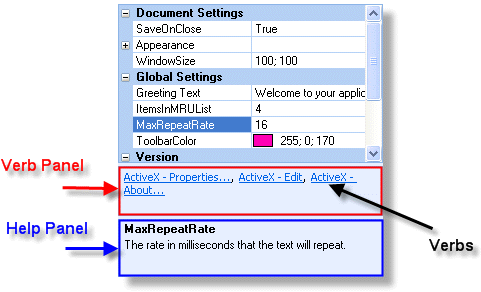 Document Settings
SaveOnClose True
Appearance
WindowSize 100; 100
Global Settings
Greeting Text Welcome to your applic
ItemsInMRUList 4
MaxRepeatRate 16
ToolbarColor 255; 0; 170
Version
Verb Panel
ActiveX - Properties..., ActiveX - Edit, ActiveX -
About...
Help Panel
MaxRepeatRate
The rate in milliseconds that the text will repeat.
Verbs